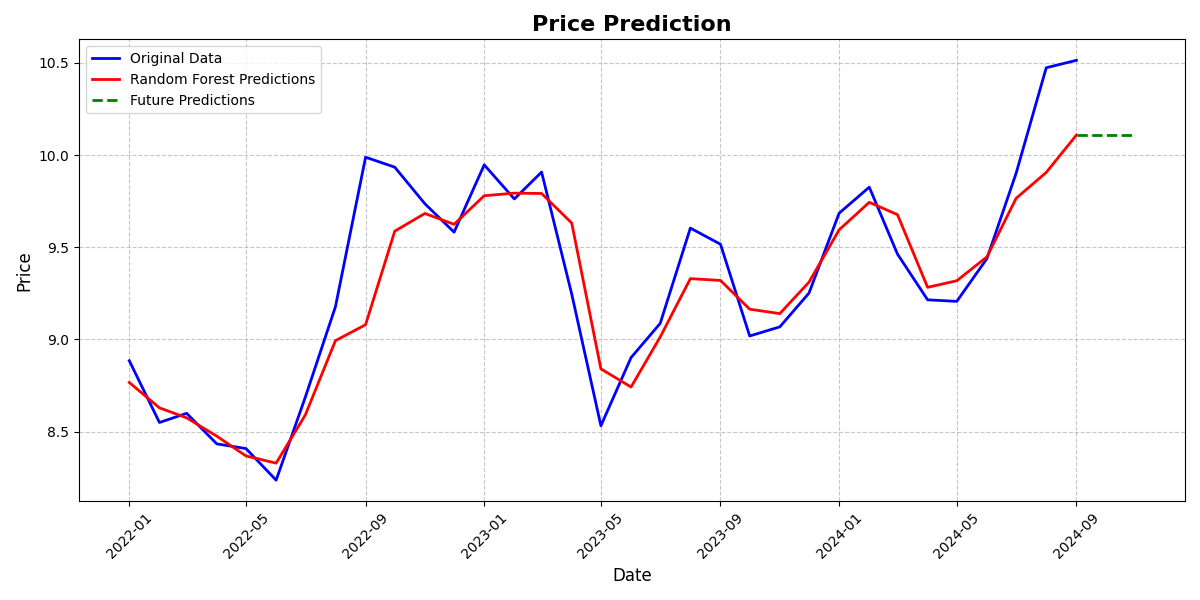 Price Prediction
Original Data
Random Forest Predictions
Future Predictions
Price
10.5
10.0
9.5
9.0
8.5
2022-01
2022-05
2022-09
2023-01
2023-05
2023-09
2024-01
2024-05
2024-09
Date